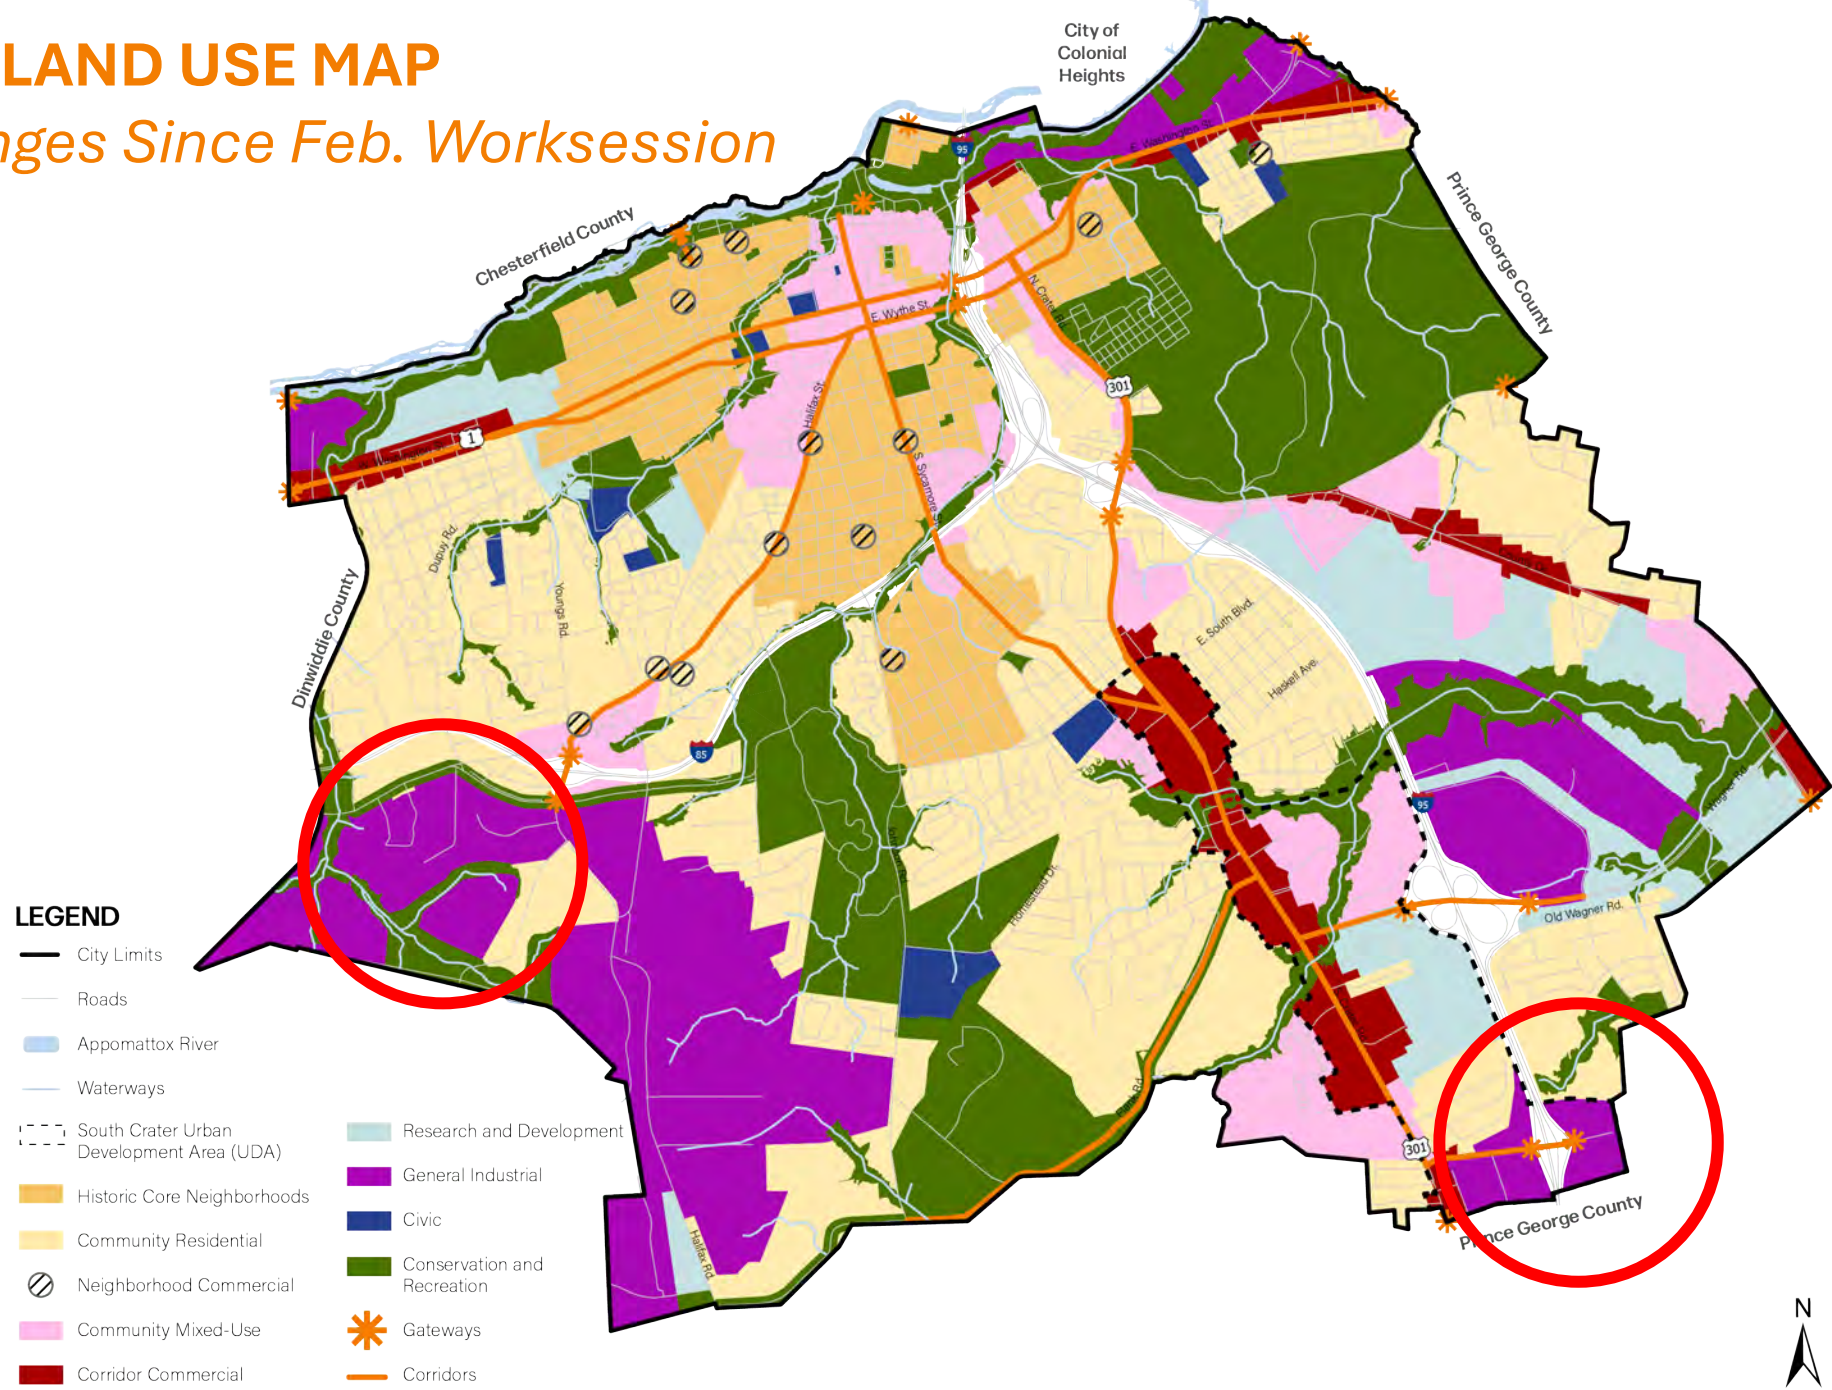 LAND USE MAP
nges Since Feb. Worksession
City of
Colonial
Heights
Chesterfield County
Prince George County
Dinwiddie County
Prince George County
95
E. Washington St.
E. Wythe St.
N. Crater Rd.
301
1
Halifax St.
S. Sycamore St.
Dupuy Rd.
Youngs Rd.
E. South Blvd.
Haskell Ave.
85
95
Wagner Rd.
Old Wagner Rd.
Homestead Dr.
301
Halifax Rd.
LEGEND
City Limits
Roads
Appomattox River
Waterways
South Crater Urban
Development Area (UDA)
Historic Core Neighborhoods
Community Residential
Neighborhood Commercial
Community Mixed-Use
Corridor Commercial
Research and Development
General Industrial
Civic
Conservation and
Recreation
Gateways
Corridors
N